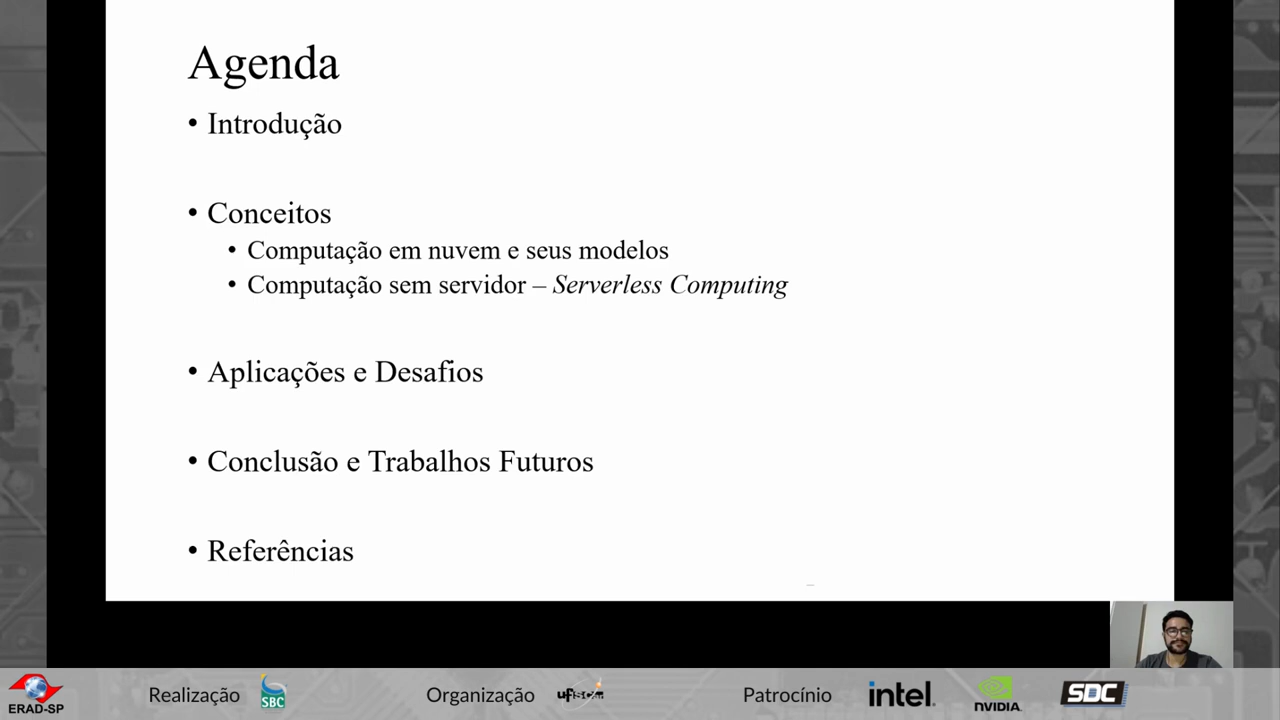 Agenda
• Introdução
• Conceitos
• Computação em nuvem e seus modelos
• Computação sem servidor – Serverless Computing
• Aplicações e Desafios
• Conclusão e Trabalhos Futuros
• Referências
ERAD-SP
Realização
SBC
Organização
ufscar
Patrocínio
intel.
NVIDIA.
SDC